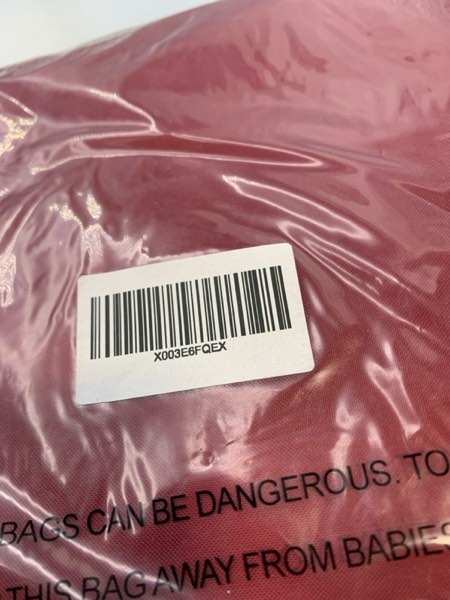 X003E6FQEX
BAGS CAN BE DANGEROUS. TO
THIS BAG AWAY FROM BABIES